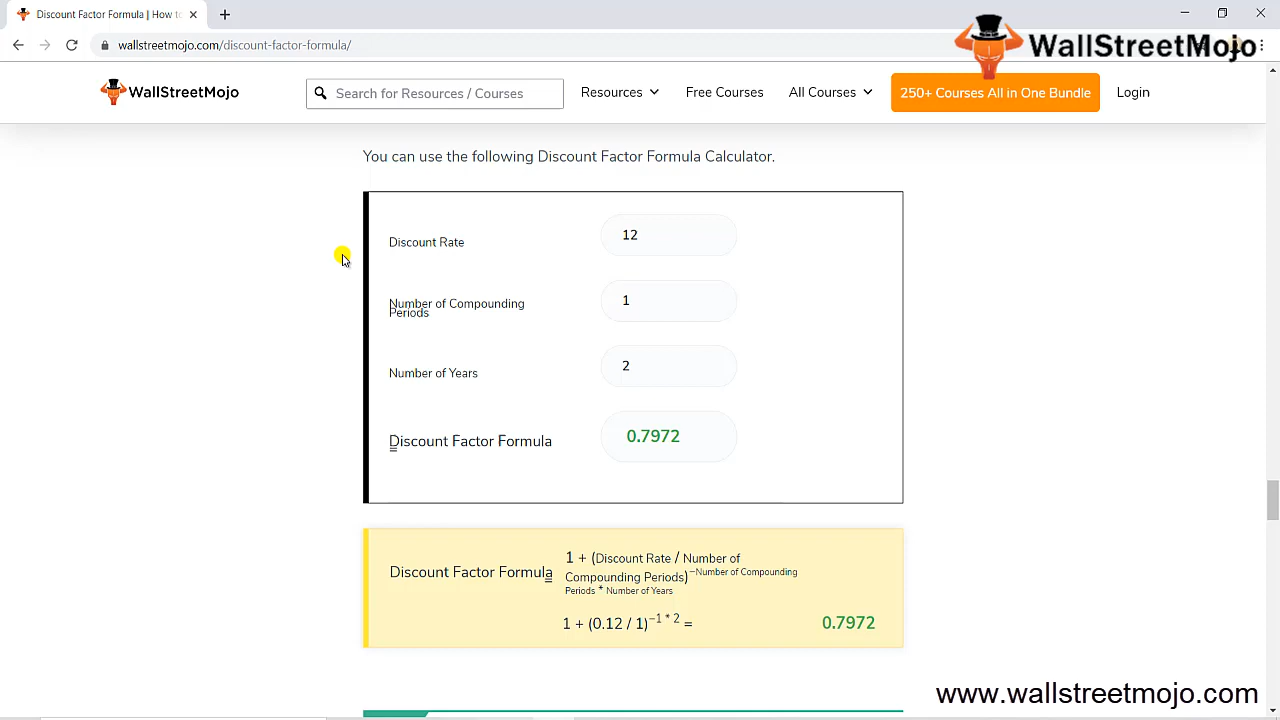 Discount Factor Formula | How to
wallstreetmojo.com/discount-factor-formula/
WallStreetMojo
WallStreetMojo
Search for Resources / Courses
Resources
Free Courses
All Courses
250+ Courses All in One Bundle
Login
You can use the following Discount Factor Formula Calculator.
Discount Rate
12
Number of Compounding
Periods
1
Number of Years
2
Discount Factor Formula
=
0.7972
Discount Factor Formula =
1 + (Discount Rate / Number of
Compounding Periods)−Number of Compounding
Periods * Number of Years
1 + (0.12 / 1)−1 * 2 =
0.7972
www.wallstreetmojo.com